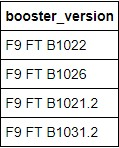 booster_version
F9 FT B1022
F9 FT B1026
F9 FT B1021.2
F9 FT B1031.2